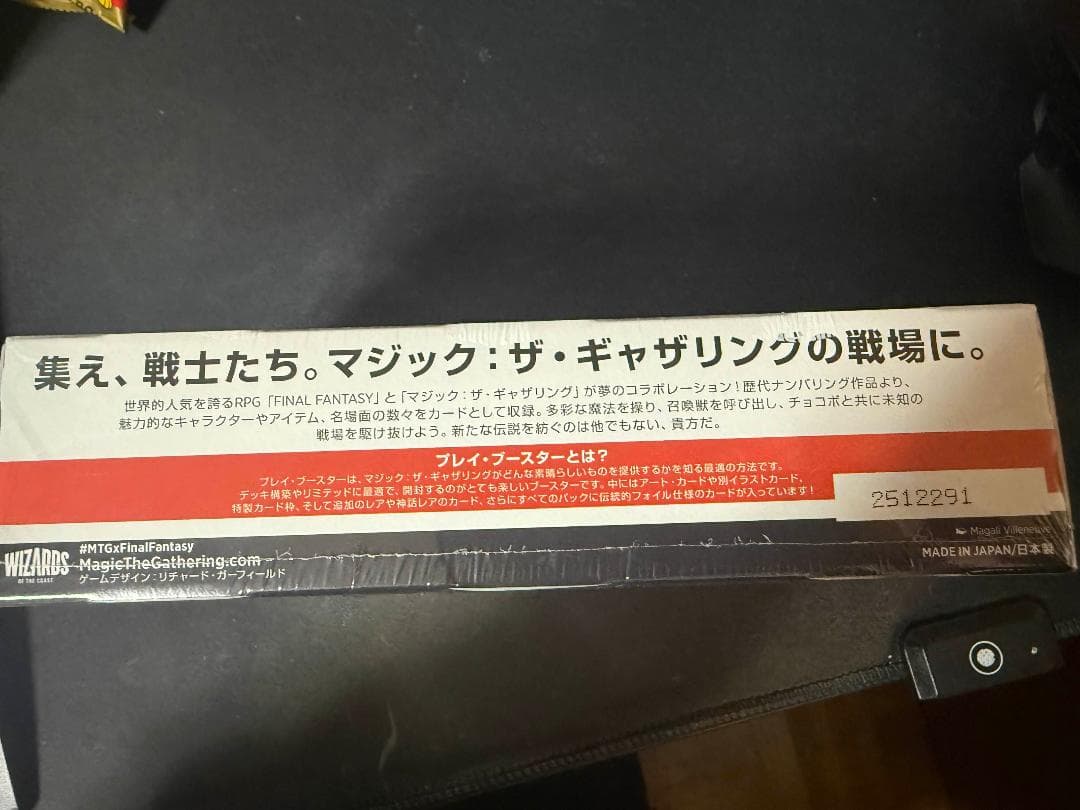 集え、戦士たち。マジック：ザ・ギャザリングの戦場に。
世界的人気を誇るRPG「FINAL FANTASY」と「マジック：ザ・ギャザリング」が夢のコラボレーション！歴代ナンバリング作品より、
魅力的なキャラクターやアイテム、名場面の数々をカードとして収録。多彩な魔法を操り、召喚獣を呼び出し、チョコボと共に未知の
戦場を駆け抜けよう。新たな伝説を紡ぐのは他でもない、貴方だ。
プレイ・ブースターとは？
プレイ・ブースターは、マジック：ザ・ギャザリングがどんな素晴らしいものを提供するかを知る最適の方法です。
デッキ構築やリミテッドに最適で、開封するのがとても楽しいブースターです。中にはアート・カードや別イラストカード、
特製カード枠、そして追加のレアや神話レアのカード、さらにすべてのパックに伝統的フォイル仕様のカードが入っています！
2512291
Magali Villeneuve
MADE IN JAPAN/日本製
WIZARDS
OF THE COAST
#MTGxFinalFantasy
MagicTheGathering.com
ゲームデザイン：リチャード・ガーフィールド